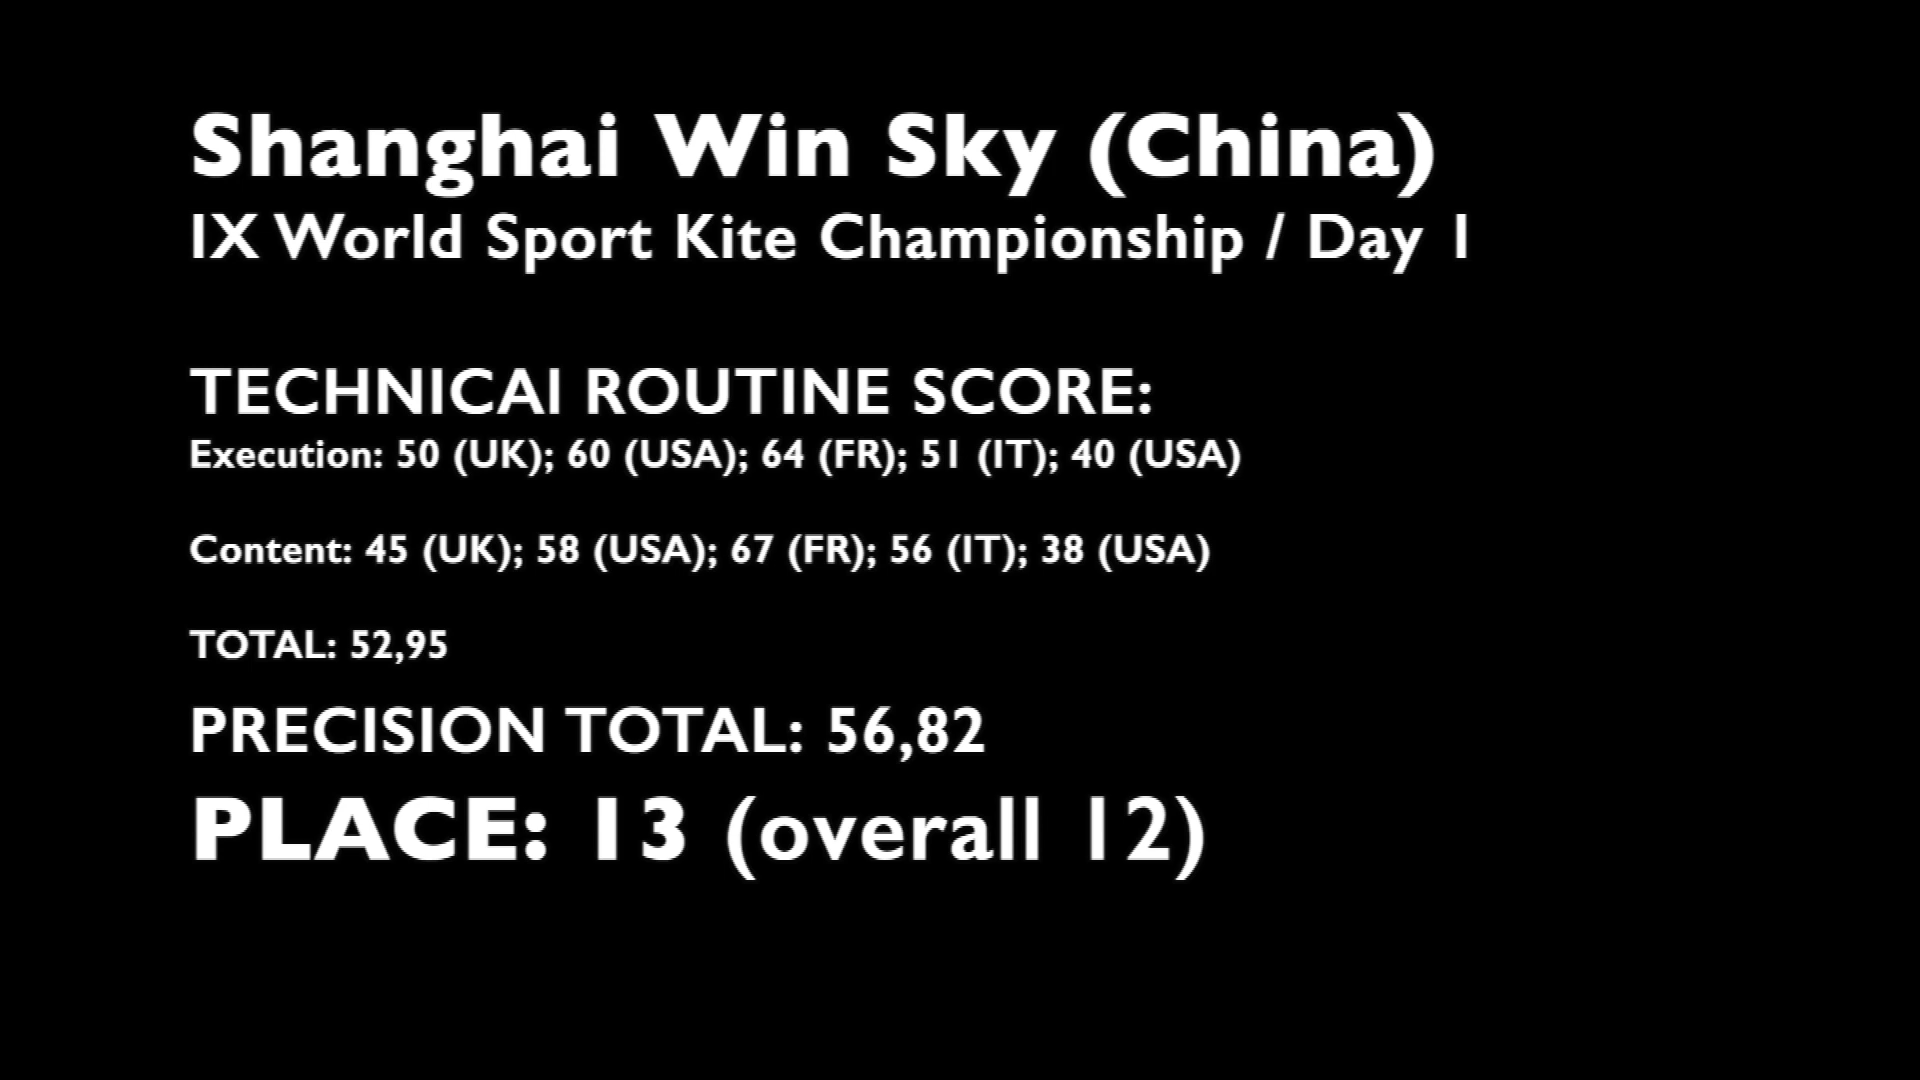 Shanghai Win Sky (China)
IX World Sport Kite Championship / Day 1
TECHNICAl ROUTINE SCORE:
Execution: 50 (UK); 60 (USA); 64 (FR); 51 (IT); 40 (USA)
Content: 45 (UK); 58 (USA); 67 (FR); 56 (IT); 38 (USA)
TOTAL: 52,95
PRECISION TOTAL: 56,82
PLACE: 13 (overall 12)